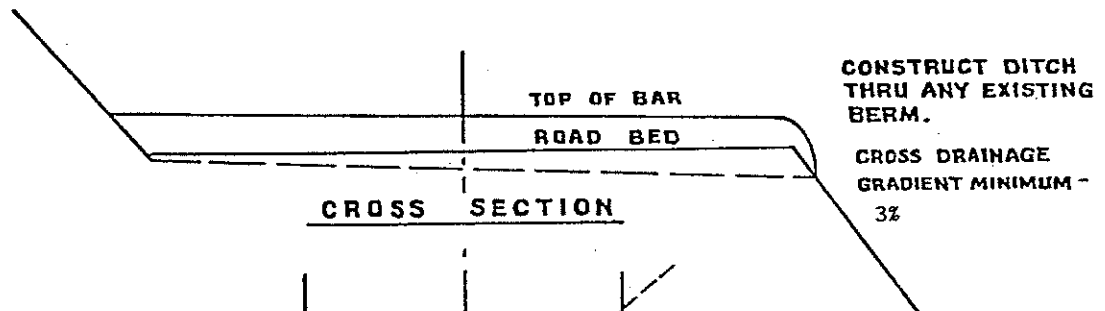 TOP OF BAR
ROAD BED
CROSS SECTION
CONSTRUCT DITCH
THRU ANY EXISTING
BERM.
CROSS DRAINAGE
GRADIENT MINIMUM -
3%